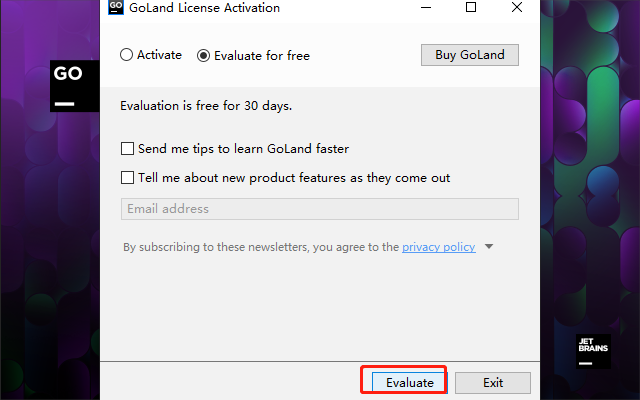 GO GoLand License Activation
Activate Evaluate for free Buy GoLand
GO
Evaluation is free for 30 days.
Send me tips to learn GoLand faster
Tell me about new product features as they come out
Email address
By subscribing to these newsletters, you agree to the privacy policy
JET
BRAINS
Evaluate Exit